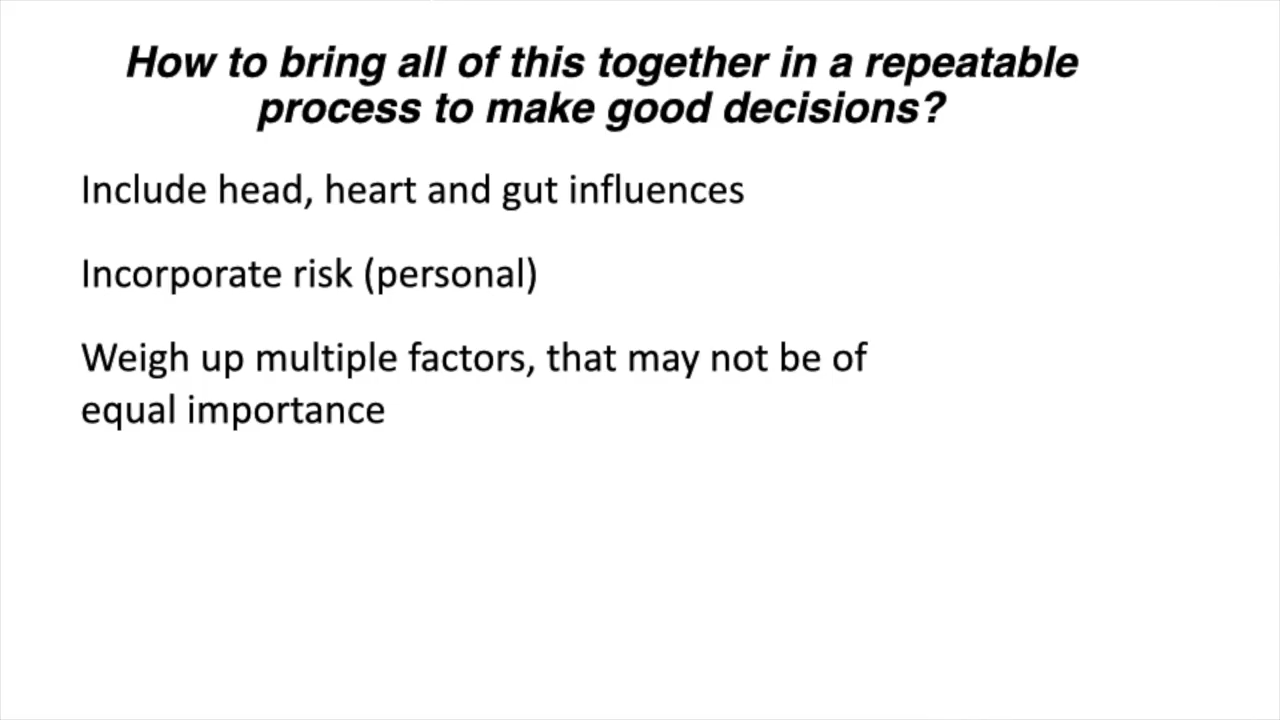 How to bring all of this together in a repeatable
process to make good decisions?
Include head, heart and gut influences
Incorporate risk (personal)
Weigh up multiple factors, that may not be of
equal importance